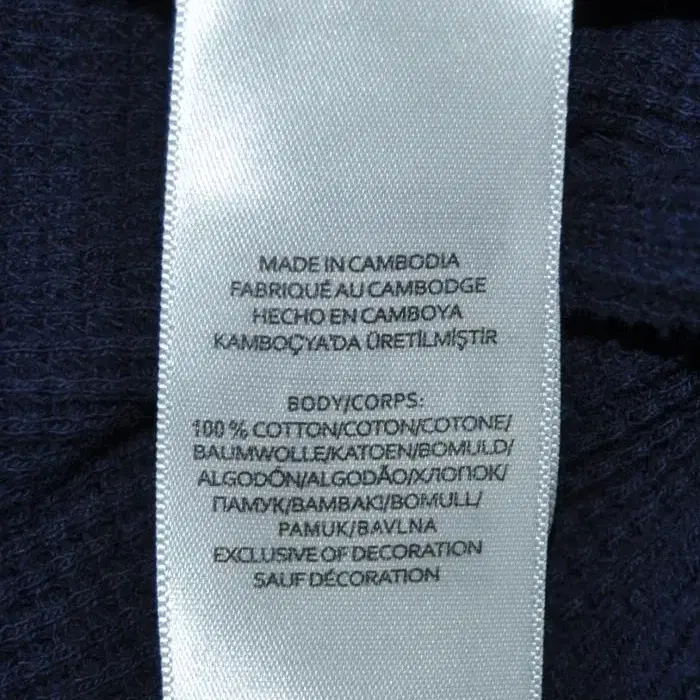 MADE IN CAMBODIA
FABRIQUÉ AU CAMBODGE
HECHO EN CAMBOYA
KAMBOÇYA'DA ÜRETİLMİŞTİR
BODY/CORPS:
100 % COTTON/COTON/COTONE/
BAUMWOLLE/KATOEN/BOMULD/
ALGODÓN/ALGODÃO/ХЛОПОК/
ПАМУК/BAMBAKI/BOMULL/
PAMUK/BAVLNA
EXCLUSIVE OF DECORATION
SAUF DÉCORATION